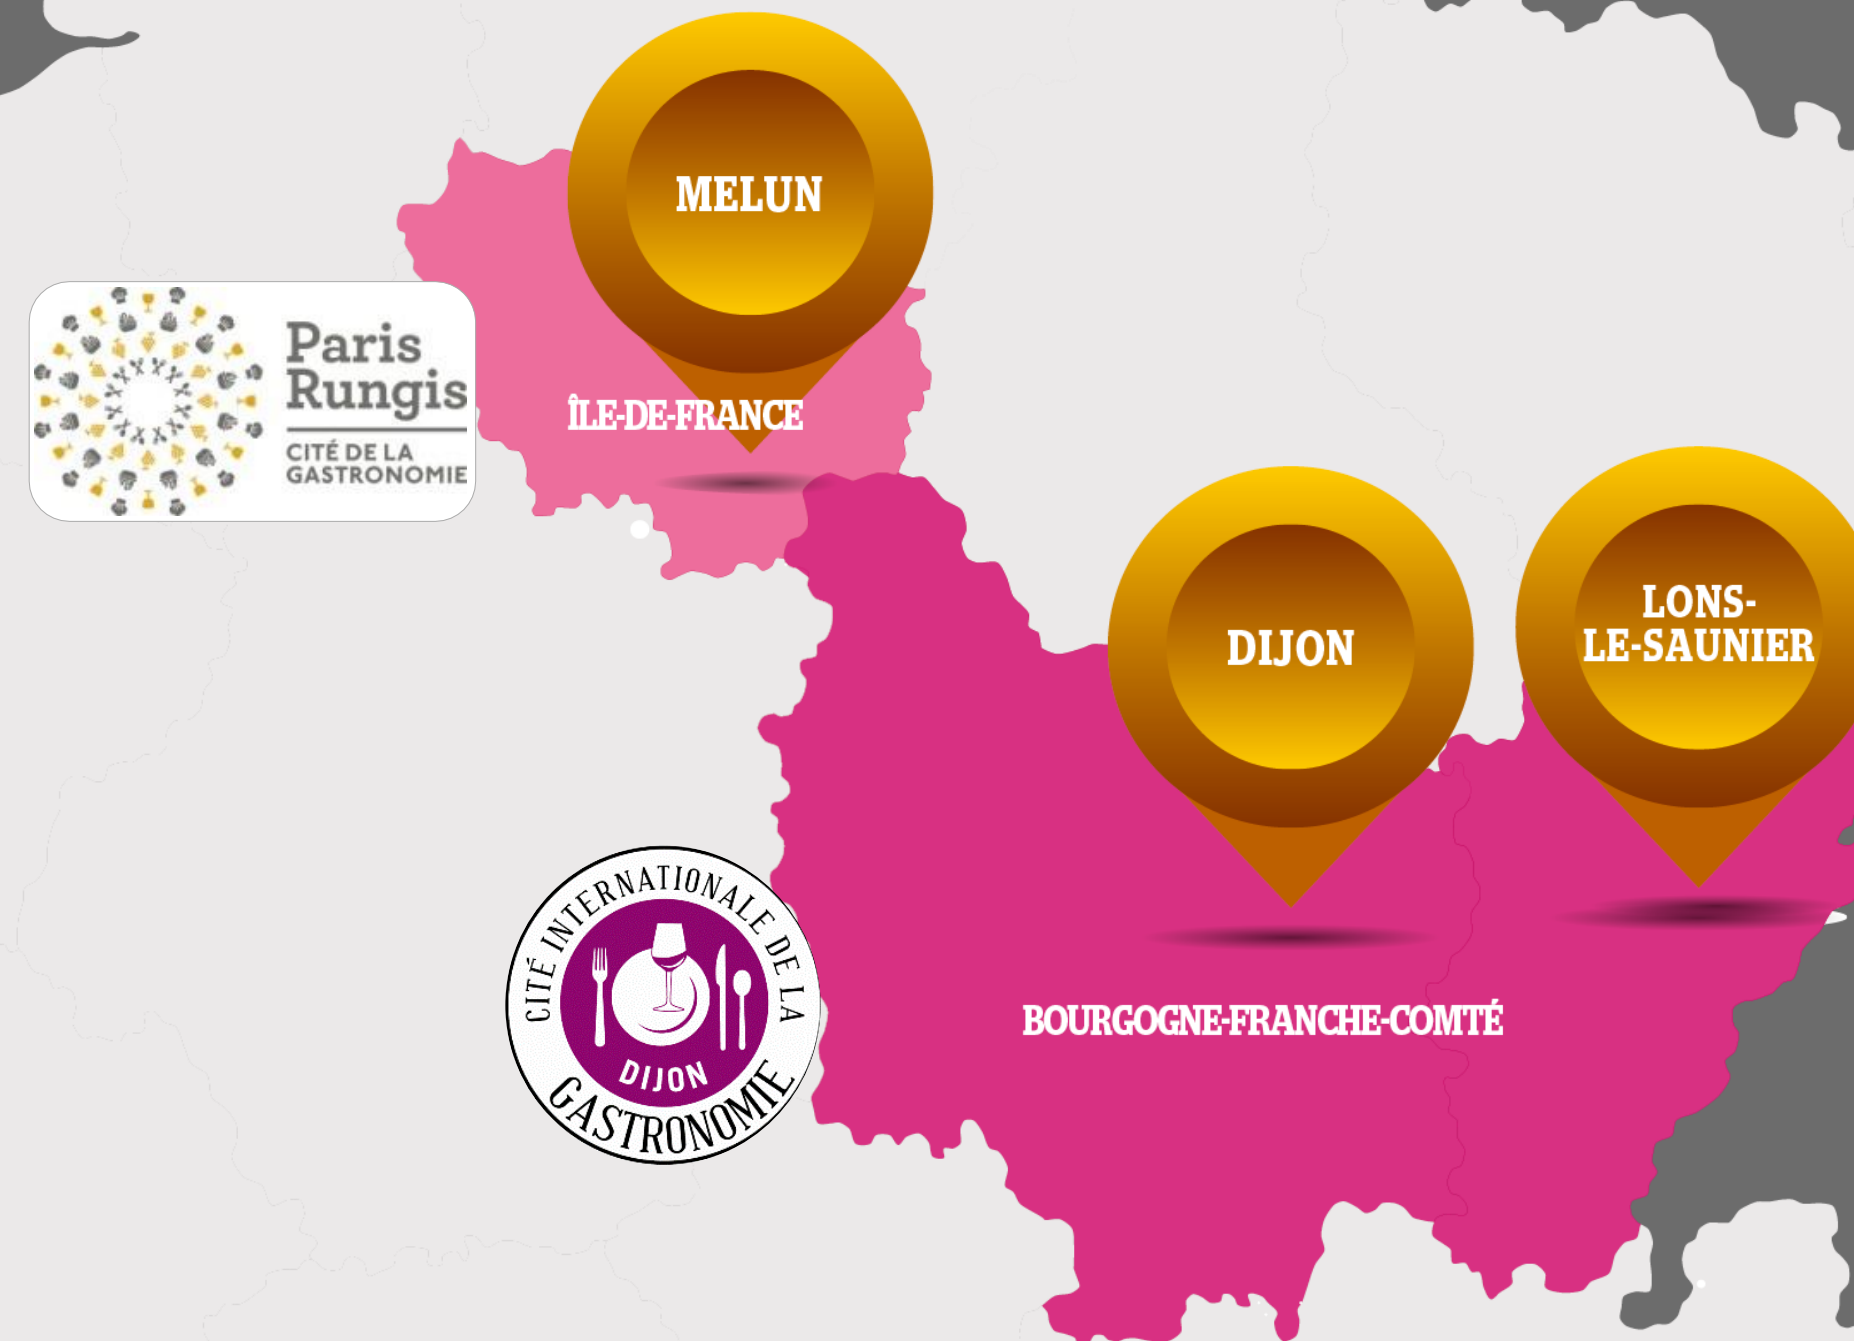 MELUN
Paris
Rungis
CITÉ DE LA
GASTRONOMIE
ÎLE-DE-FRANCE
DIJON
LONS-
LE-SAUNIER
CITÉ INTERNATIONALE DE LA
GASTRONOMIE
DIJON
BOURGOGNE-FRANCHE-COMTÉ